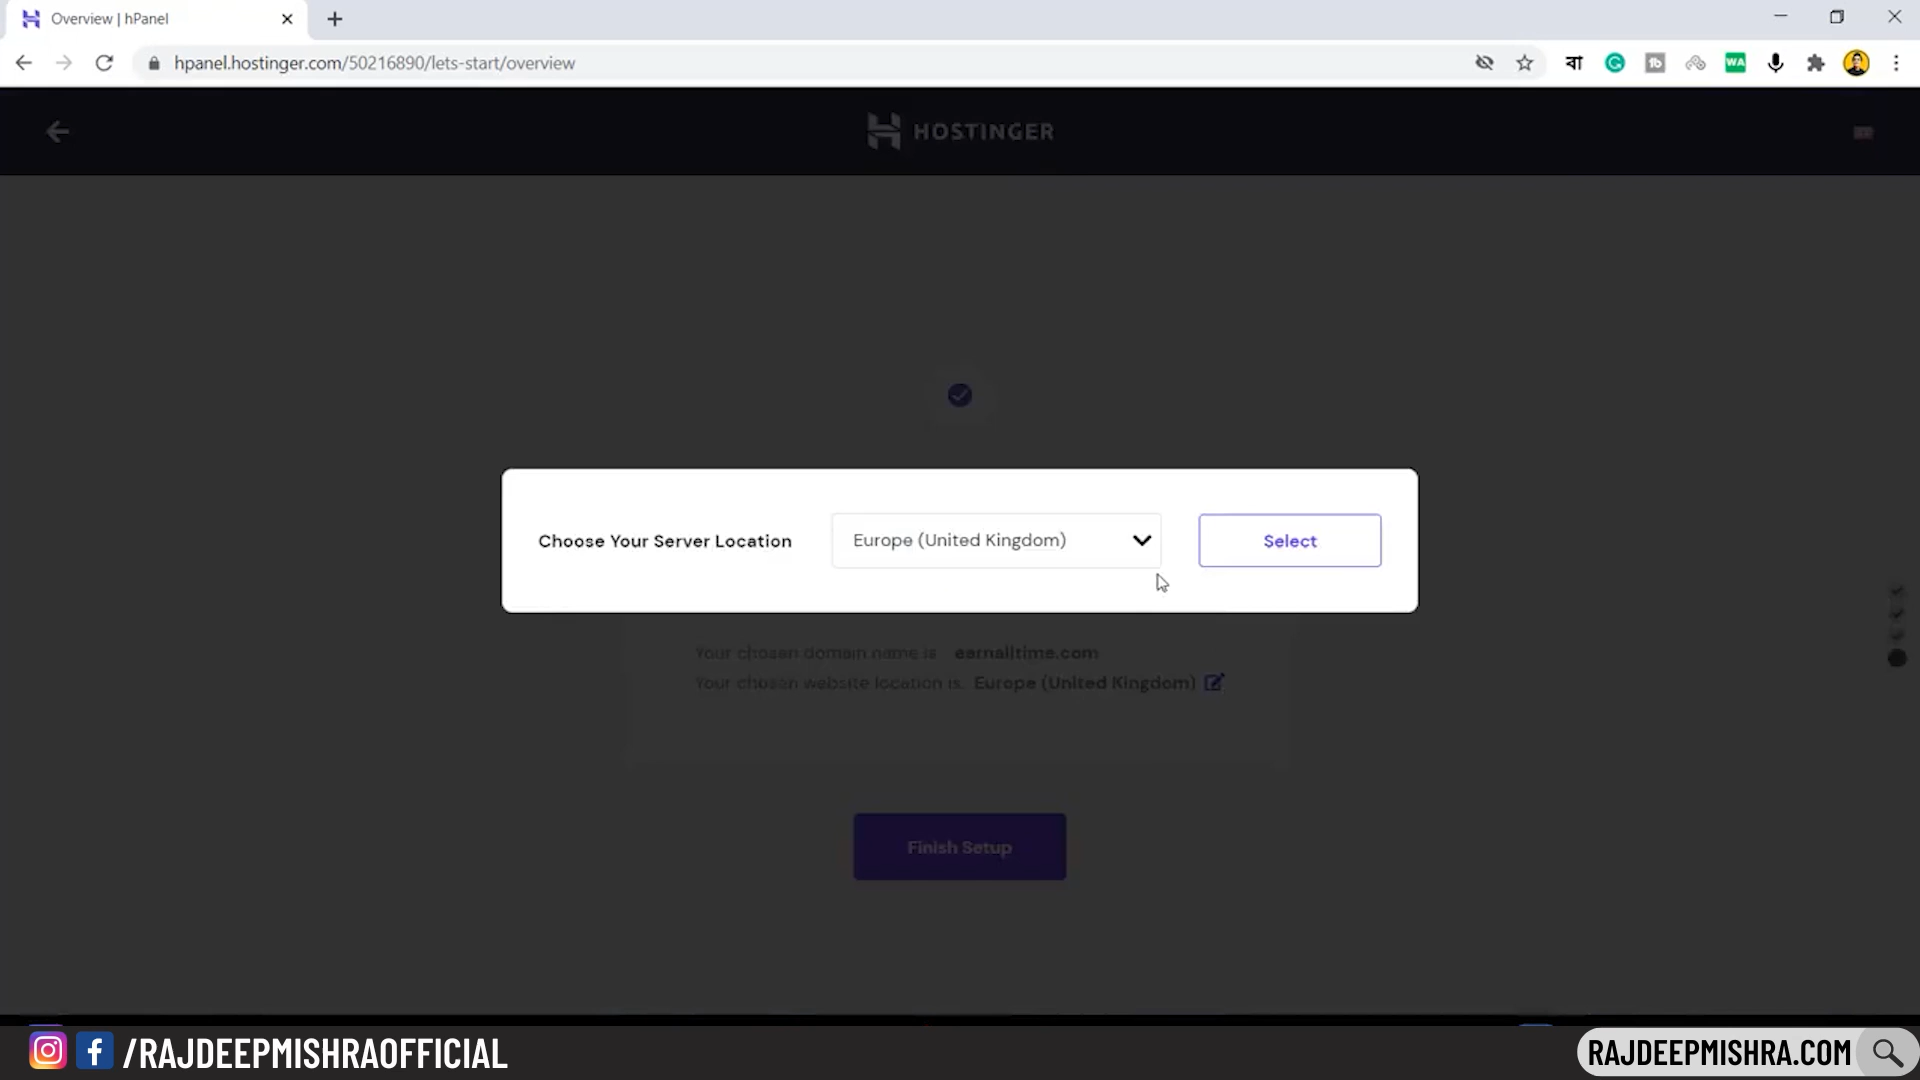 Overview | hPanel
hpanel.hostinger.com/50216890/lets-start/overview
বা
WA
HOSTINGER
Choose Your Server Location
Europe (United Kingdom)
Select
Your chosen domain name is earnalltime.com
Your chosen website location is Europe (United Kingdom)
Finish Setup
/RAJDEEPMISHRAOFFICIAL
RAJDEEPMISHRA.COM